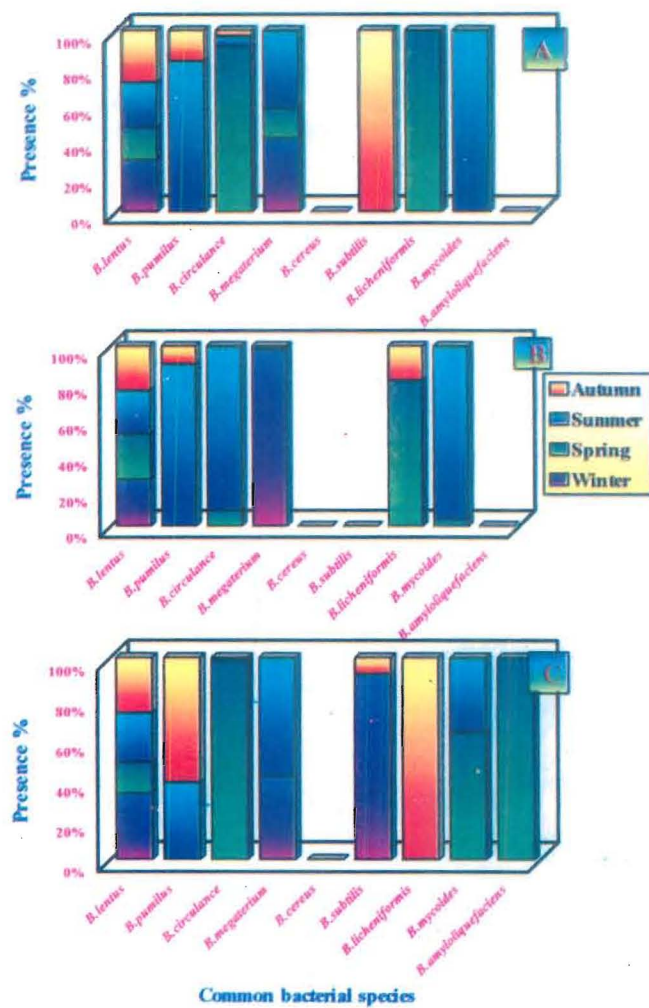 A
Presence %
100%
80%
60%
40%
20%
0%
B.lentus
B.pumilus
B.circulance
B.megaterium
B.cereus
B.subtilis
B.licheniformis
B.mycoides
B.amyloliquefaciens
B
Presence %
100%
80%
60%
40%
20%
0%
B.lentus
B.pumilus
B.circulance
B.megaterium
B.cereus
B.subtilis
B.licheniformis
B.mycoides
B.amyloliquefaciens
Autumn
Summer
Spring
Winter
C
Presence %
100%
80%
60%
40%
20%
0%
B.lentus
B.pumilus
B.circulance
B.megaterium
B.cereus
B.subtilis
B.licheniformis
B.mycoides
B.amyloliquefaciens
Common bacterial species